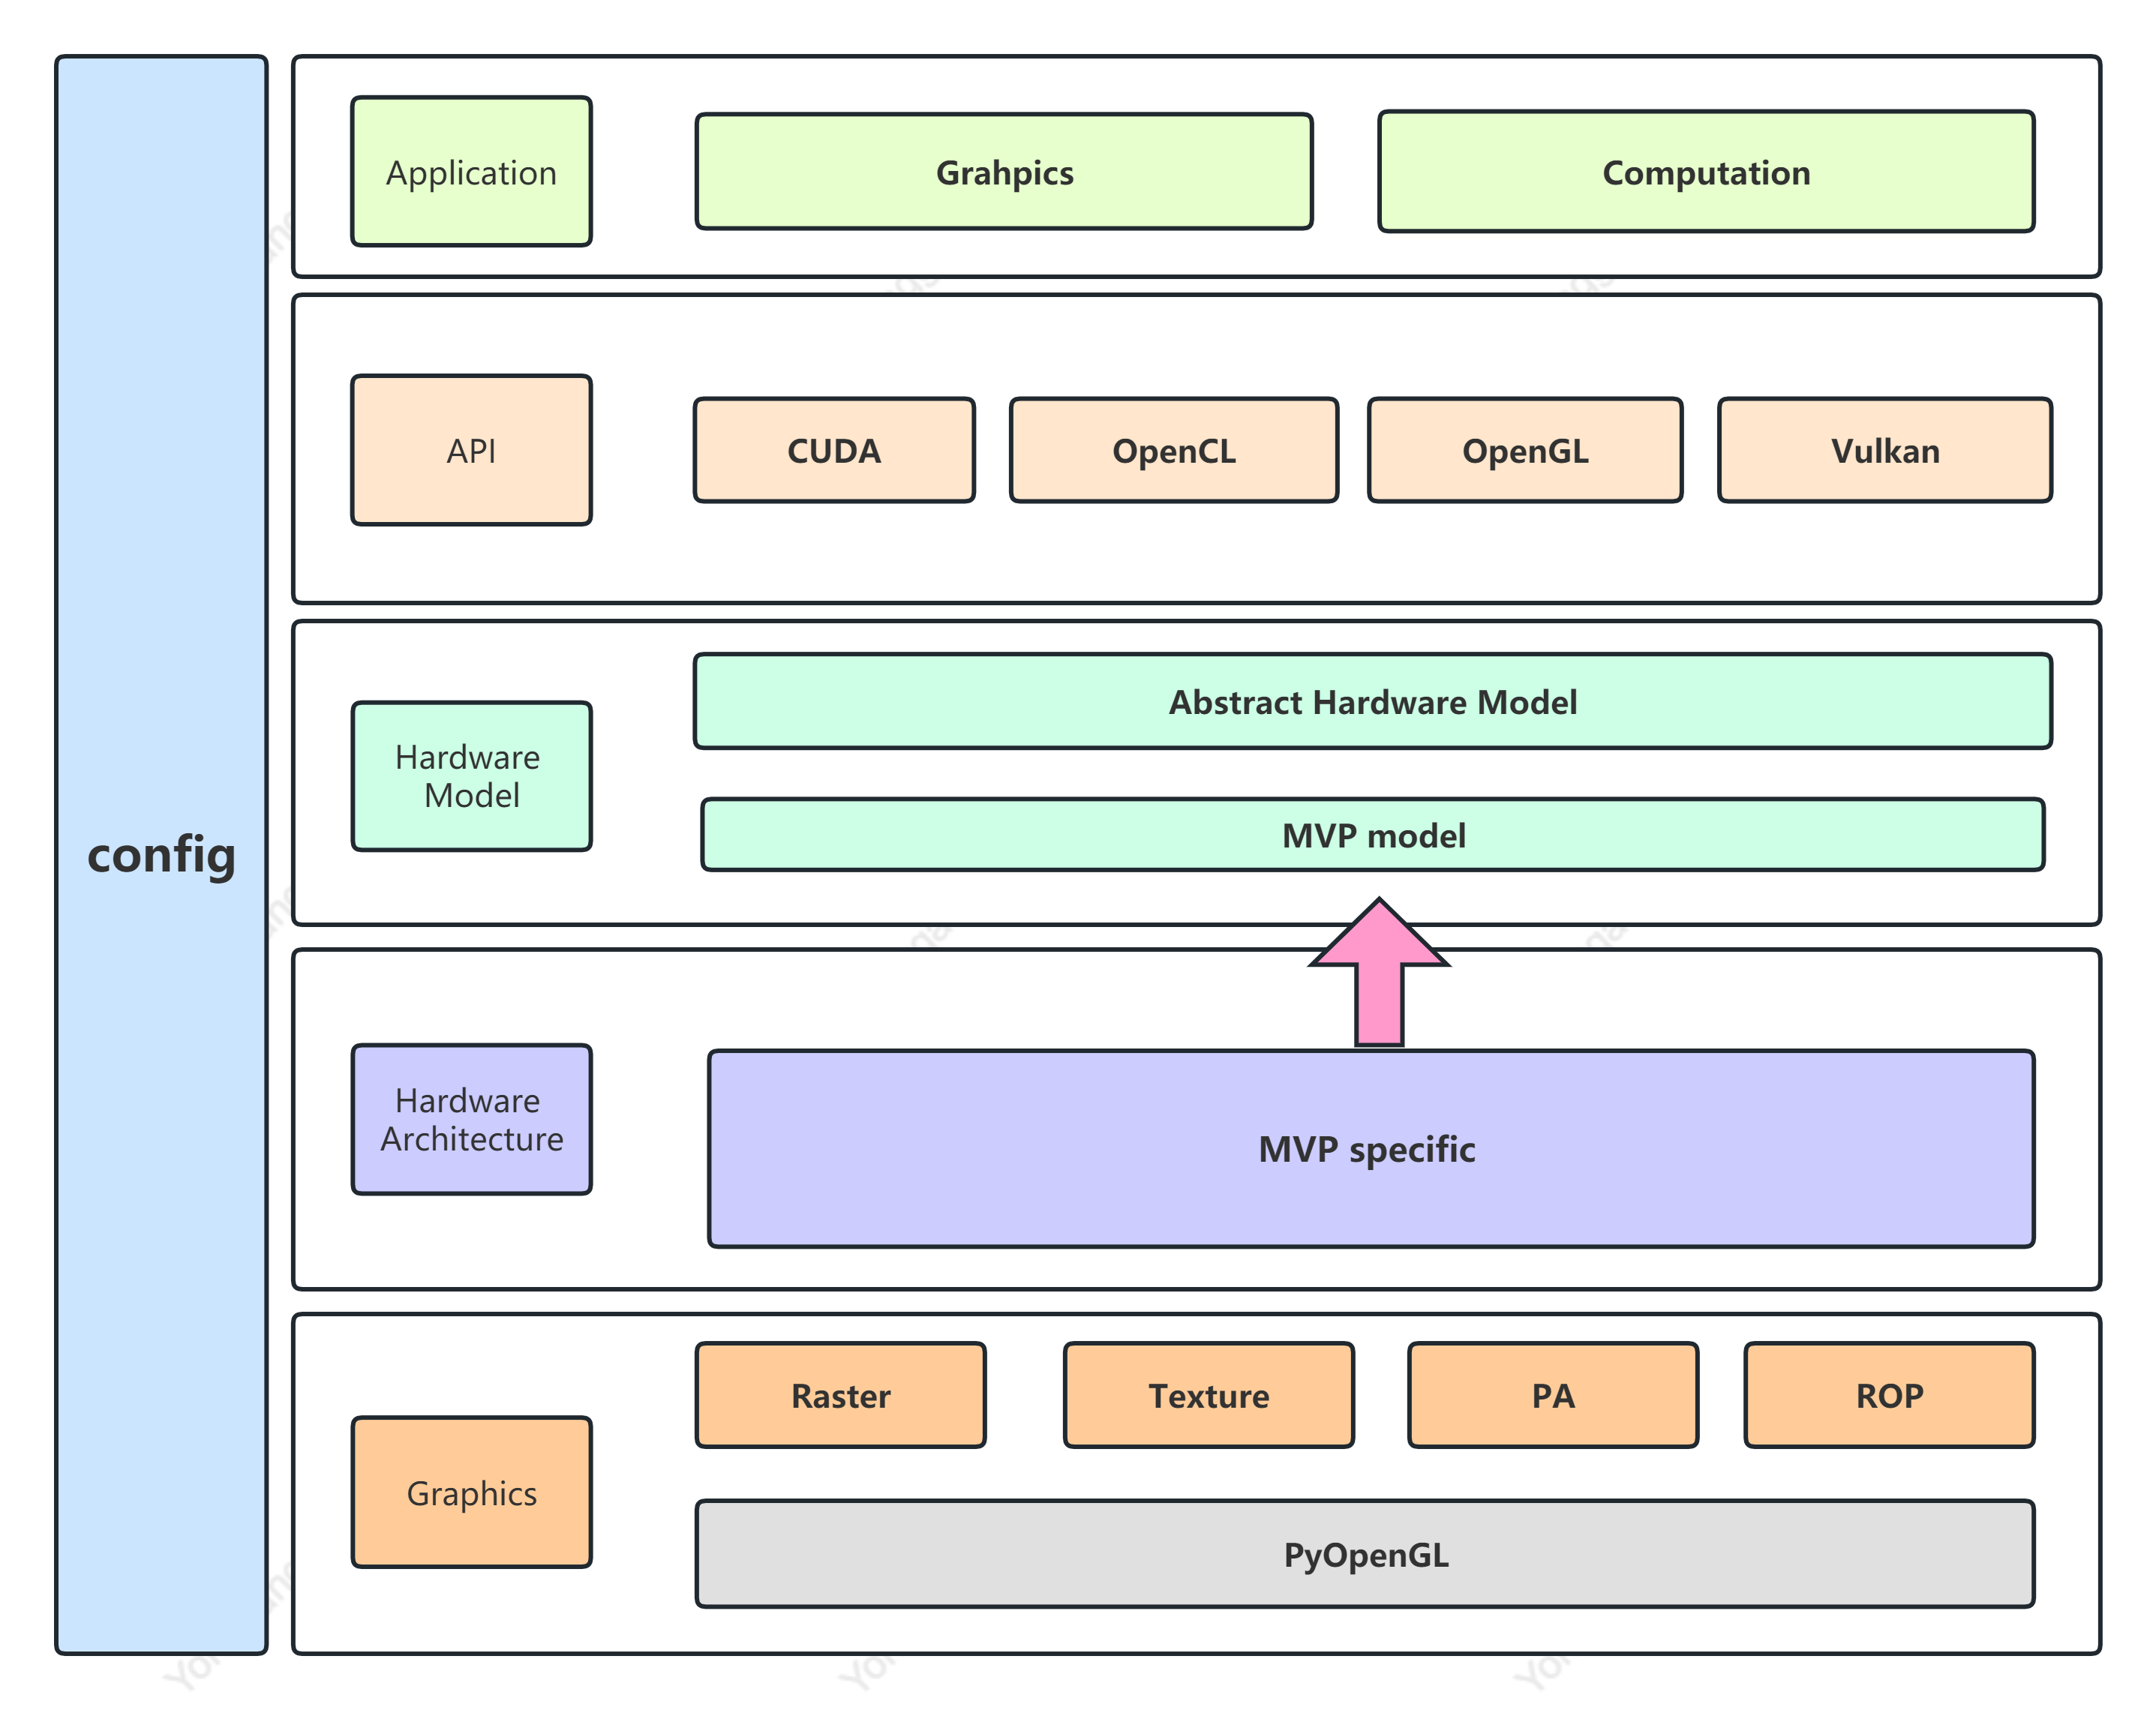 Application
Grahpics
Computation
API
CUDA
OpenCL
OpenGL
Vulkan
config
Hardware
Model
Abstract Hardware Model
MVP model
Hardware
Architecture
MVP specific
Graphics
Raster
Texture
PA
ROP
PyOpenGL